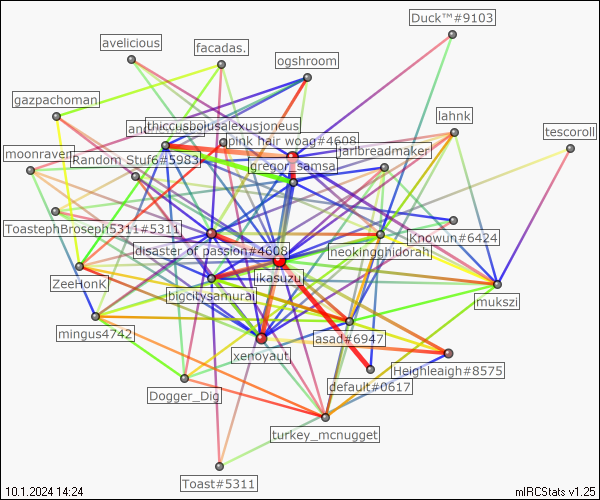 Duck™#9103
avelicious
facadas.
ogshroom
gazpachoman
lahnk
thiccusbolusalexusjoneus
tescoroll
pink hair woag#4608
jarlbreadmaker
moonraven
Random Stuf6#5983
gregor_samsa
ToastephBroseph5311#5311
Knowun#6424
disaster of passion#4608
neokingghidorah
ZeeHonK
ikasuzu
bigcitysamurai
mukszi
mingus4742
asad#6947
xenoyaut
Heighleaigh#8575
default#0617
Dogger_Dig
turkey_mcnugget
Toast#5311
10.1.2024 14:24
mIRCStats v1.25